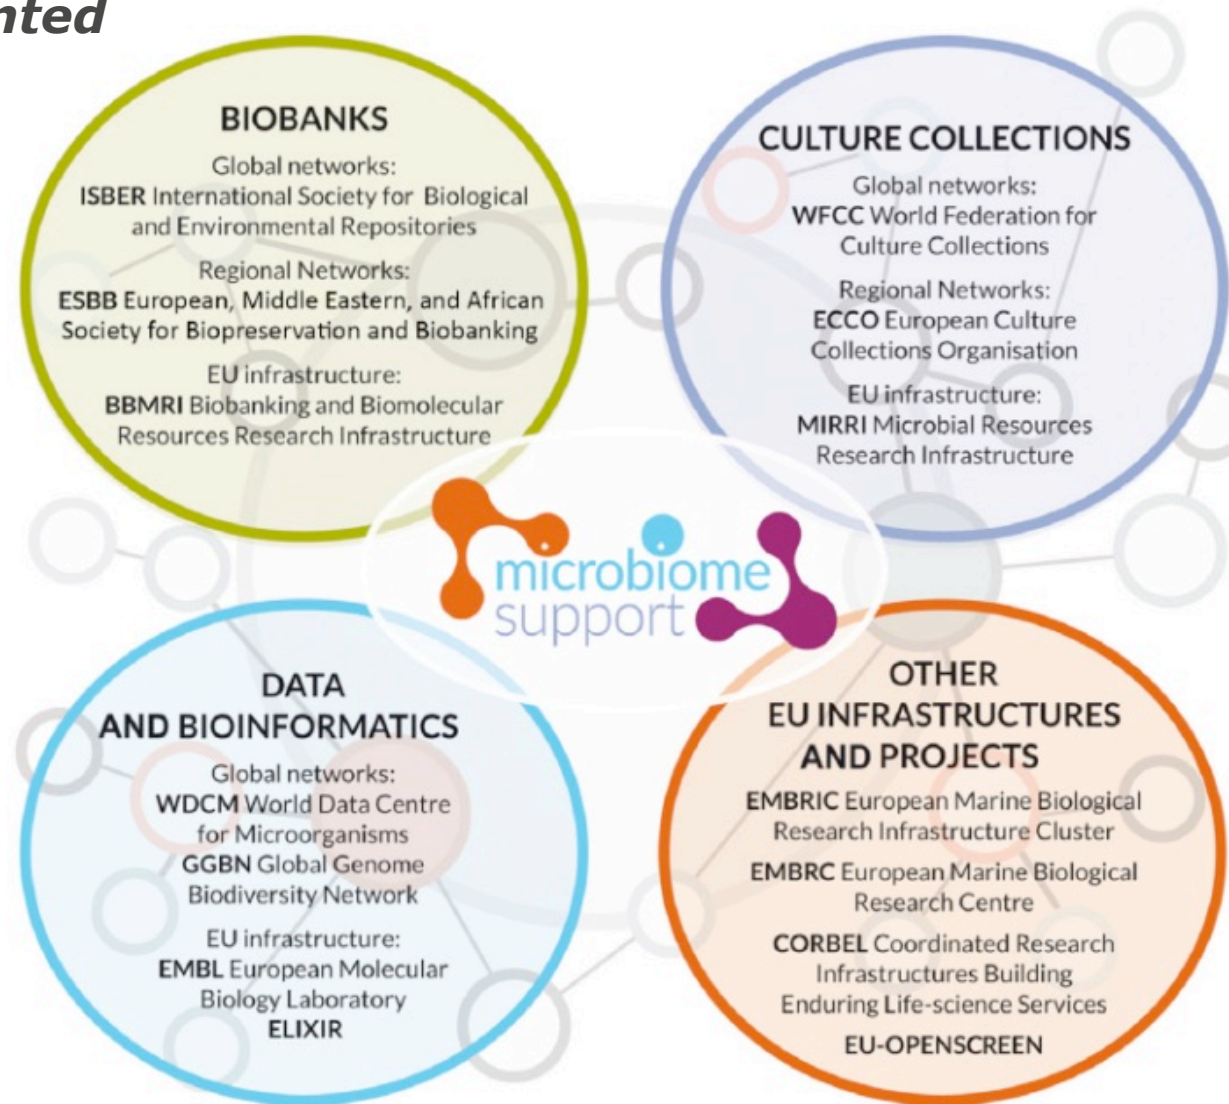 nted
BIOBANKS
Global networks:
ISBER International Society for Biological
and Environmental Repositories
Regional Networks:
ESBB European, Middle Eastern, and African
Society for Biopreservation and Biobanking
EU infrastructure:
BBMRI Biobanking and Biomolecular
Resources Research Infrastructure
CULTURE COLLECTIONS
Global networks:
WFCC World Federation for
Culture Collections
Regional Networks:
ECCO European Culture
Collections Organisation
EU infrastructure:
MIRRI Microbial Resources
Research Infrastructure
microbiome
support
DATA
AND BIOINFORMATICS
Global networks:
WDCM World Data Centre
for Microorganisms
GGBN Global Genome
Biodiversity Network
EU infrastructure:
EMBL European Molecular
Biology Laboratory
ELIXIR
OTHER
EU INFRASTRUCTURES
AND PROJECTS
EMBRIC European Marine Biological
Research Infrastructure Cluster
EMBRC European Marine Biological
Research Centre
CORBEL Coordinated Research
Infrastructures Building
Enduring Life-science Services
EU-OPENSCREEN